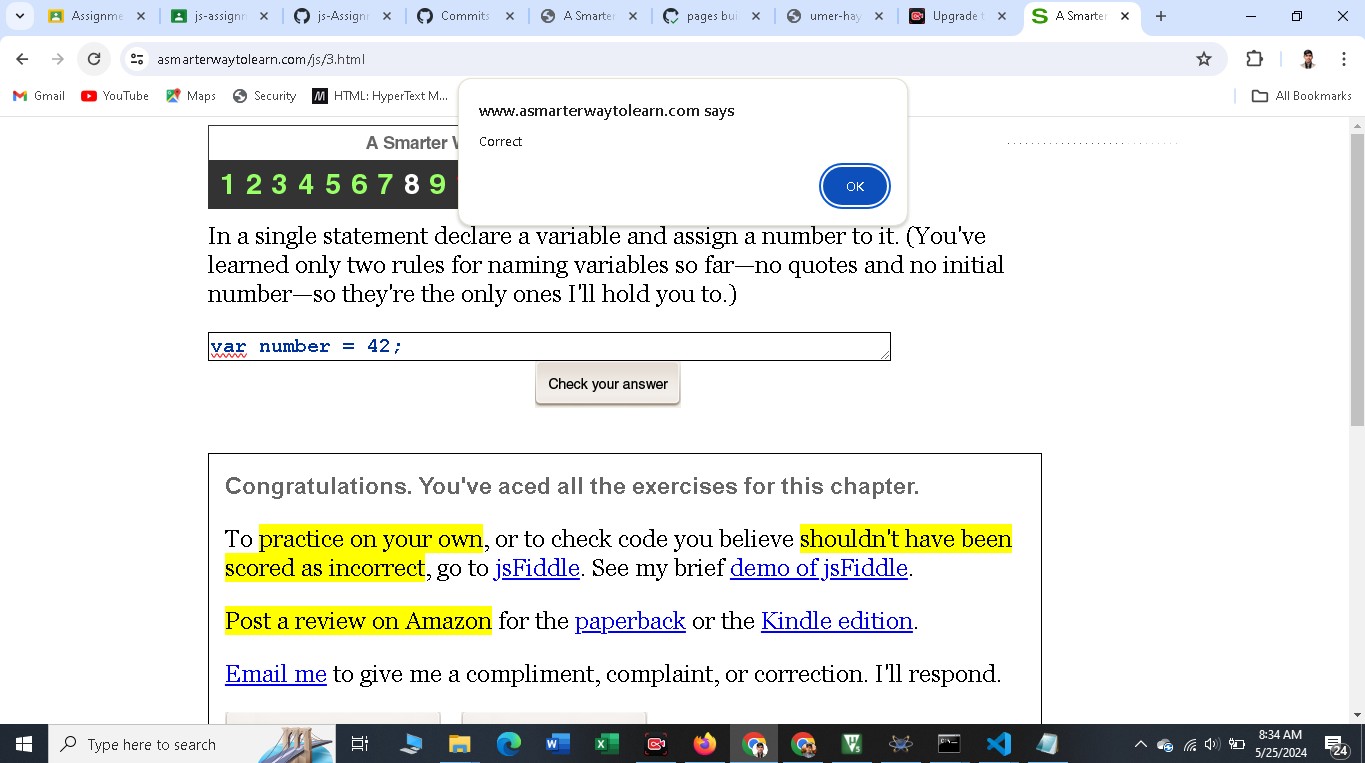 Assignme
js-assignr
js-Assignr
Commits
A Smarter
pages bui
umer-hay
Upgrade t
A Smarter
asmarterwaytolearn.com/js/3.html
Gmail
YouTube
Maps
Security
HTML: HyperText M...
All Bookmarks
www.asmarterwaytolearn.com says
Correct
OK
A Smarter W
1 2 3 4 5 6 7 8 9
In a single statement declare a variable and assign a number to it. (You've
learned only two rules for naming variables so far—no quotes and no initial
number—so they're the only ones I'll hold you to.)
var number = 42;
Check your answer
Congratulations. You've aced all the exercises for this chapter.
To practice on your own, or to check code you believe shouldn't have been
scored as incorrect, go to jsFiddle. See my brief demo of jsFiddle.
Post a review on Amazon for the paperback or the Kindle edition.
Email me to give me a compliment, complaint, or correction. I'll respond.
Type here to search
8:34 AM
5/25/2024
24